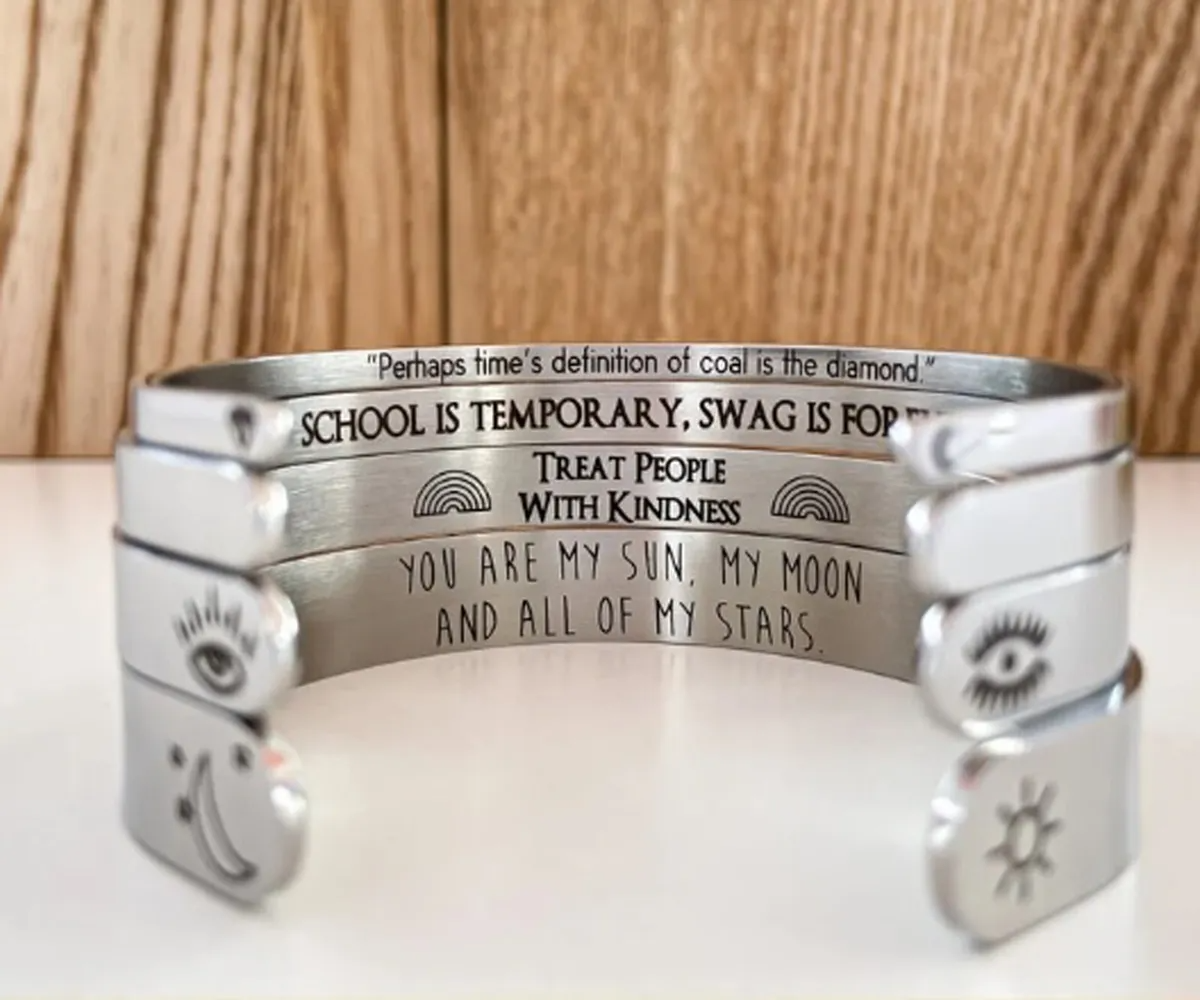 "Perhaps time's definition of coal is the diamond."
SCHOOL IS TEMPORARY, SWAG IS
TREAT PEOPLE
WITH KINDNESS
YOU ARE MY SUN, MY MOON
AND ALL OF MY STARS.